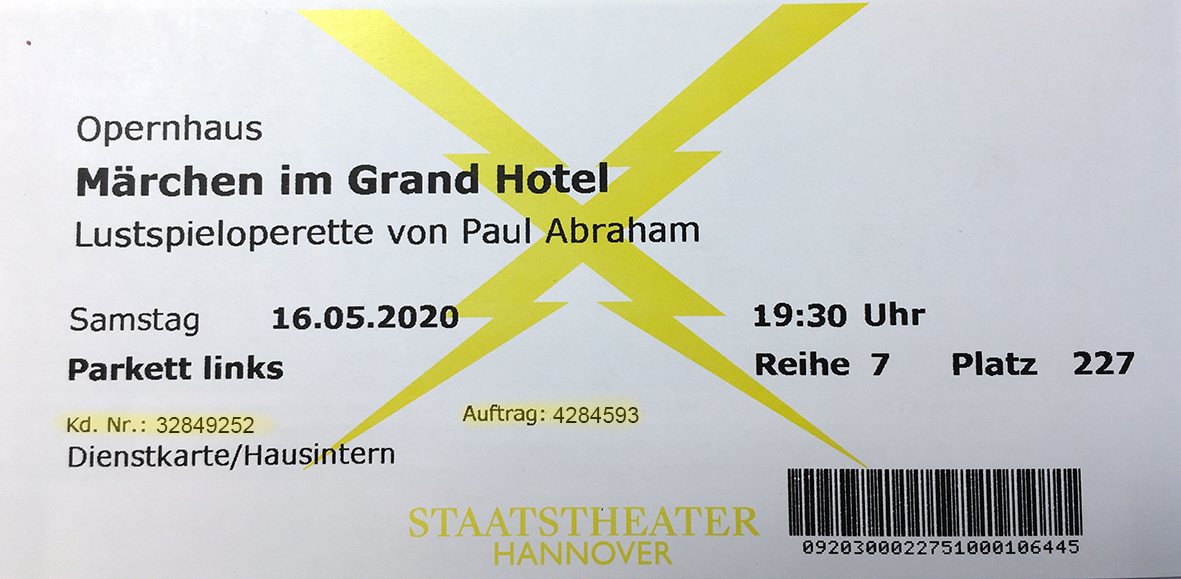 Opernhaus
Märchen im Grand Hotel
Lustspieloperette von Paul Abraham
Samstag 16.05.2020 19:30 Uhr
Parkett links Reihe 7 Platz 227
Kd. Nr.: 32849252 Auftrag: 4284593
Dienstkarte/Hausintern
STAATSTHEATER
HANNOVER
0920300022751000106445